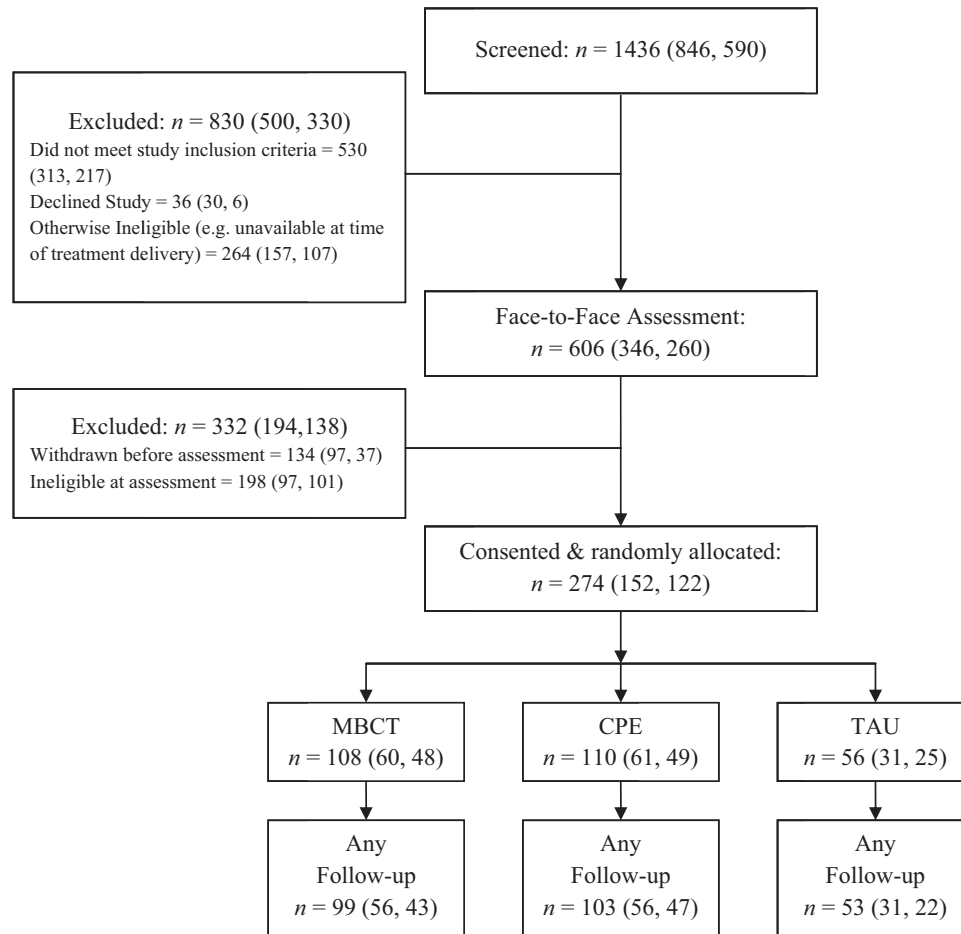 Screened: n = 1436 (846, 590)
Excluded: n = 830 (500, 330)
Did not meet study inclusion criteria = 530
(313, 217)
Declined Study = 36 (30, 6)
Otherwise Ineligible (e.g. unavailable at time
of treatment delivery) = 264 (157, 107)
Face-to-Face Assessment:
n = 606 (346, 260)
Excluded: n = 332 (194,138)
Withdrawn before assessment = 134 (97, 37)
Ineligible at assessment = 198 (97, 101)
Consented & randomly allocated:
n = 274 (152, 122)
MBCT
n = 108 (60, 48)
CPE
n = 110 (61, 49)
TAU
n = 56 (31, 25)
Any
Follow-up
n = 99 (56, 43)
Any
Follow-up
n = 103 (56, 47)
Any
Follow-up
n = 53 (31, 22)